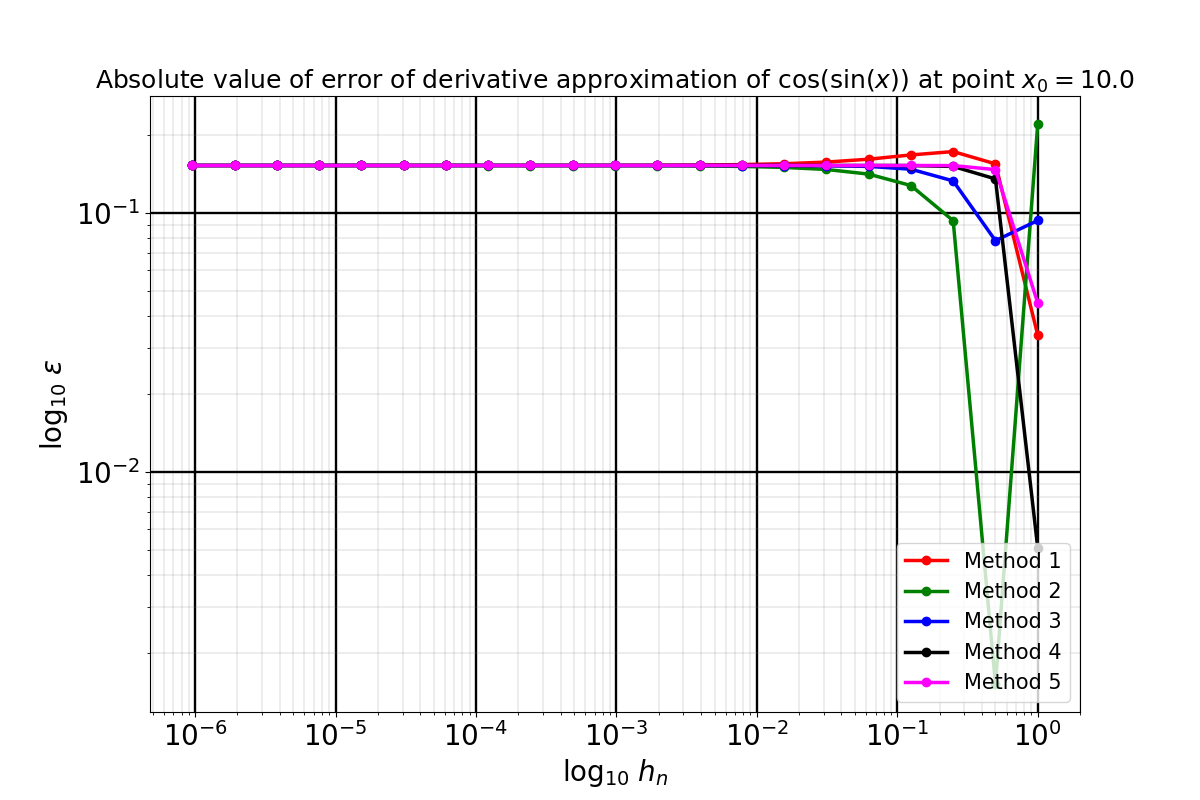 Absolute value of error of derivative approximation of cos(sin(x)) at point x₀ = 10.0
10⁻¹
10⁻²
log₁₀ ε
Method 1
Method 2
Method 3
Method 4
Method 5
10⁻⁶ 10⁻⁵ 10⁻⁴ 10⁻³ 10⁻² 10⁻¹ 10⁰
log₁₀ hₙ